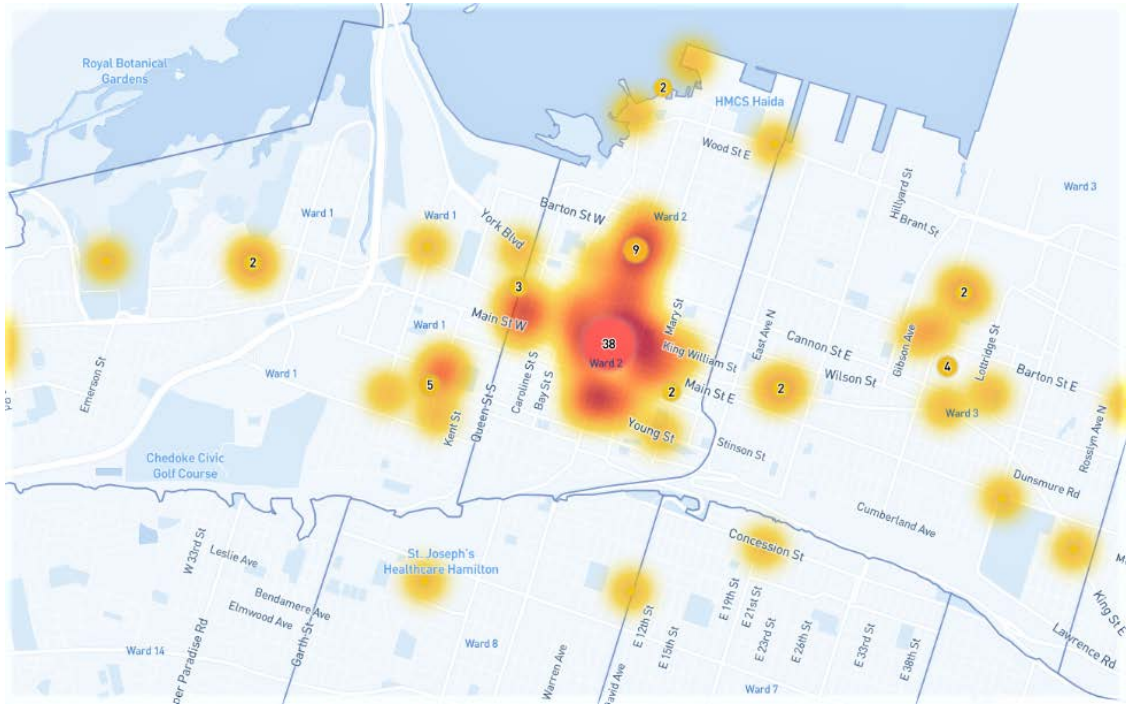 Royal Botanical
Gardens
2
HMCS Haida
Wood St E
Ward 3
Hillyard St
Brant St
Ward 1
Ward 1
York Blvd
Barton St W
Ward 2
9
2
3
2
Main St W
38
Ward 2
Mary St
King William St
East Ave N
Cannon St E
Wilson St
Gibson Ave
Lottridge St
4
Barton St E
Emerson St
Ward 1
Ward 1
5
Kent St
Queen St S
Caroline St S
Bay St S
2
Main St E
2
Young St
Stinson St
Ward 3
Rosslyn Ave N
Chedoke Civic
Golf Course
Dunsmure Rd
Cumberland Ave
W 33rd St
Leslie Ave
St. Joseph's
Healthcare Hamilton
Concession St
Bendamere Ave
Elmwood Ave
Garth St
E 12th St
E 15th St
E 19th St
E 21st St
E 23rd St
E 26th St
E 33rd St
E 38th St
King St E
Lawrence Rd
Ward 14
per Paradise Rd
Ward 8
Warren Ave
David Ave
Ward 7